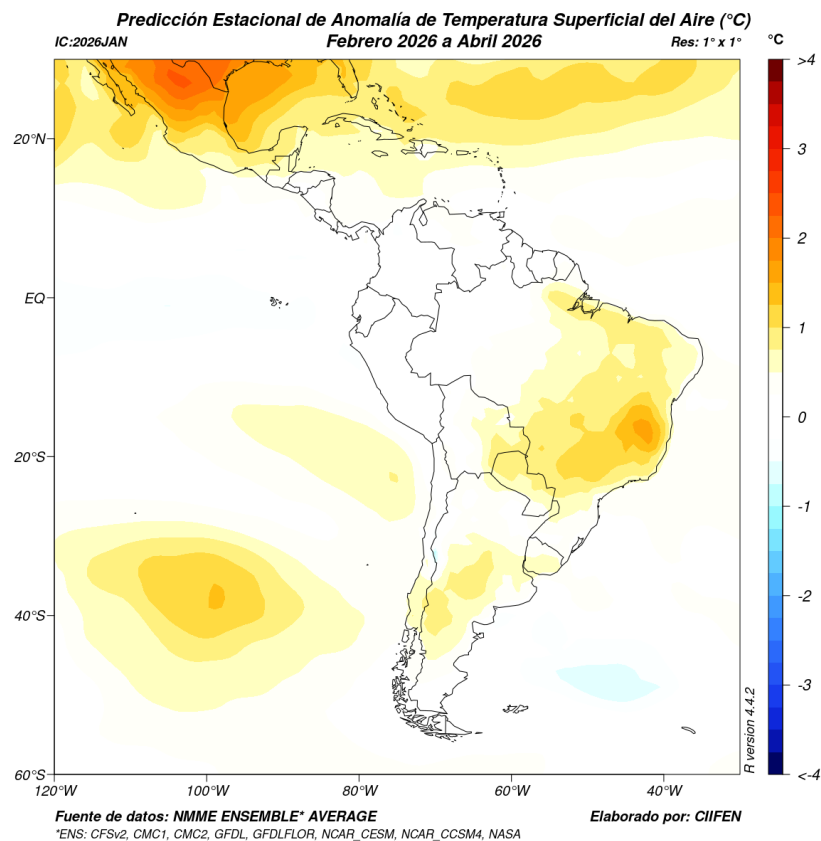 Predicción Estacional de Anomalía de Temperatura Superficial del Aire (°C)
IC:2026JAN
Febrero 2026 a Abril 2026
Res: 1° x 1°
°C
>4
3
2
1
0
-1
-2
-3
<-4
20°N
EQ
20°S
40°S
60°S
120°W
100°W
80°W
60°W
40°W
R version 4.4.2
Fuente de datos: NMME ENSEMBLE* AVERAGE
Elaborado por: CIIFEN
*ENS: CFSv2, CMC1, CMC2, GFDL, GFDLFLOR, NCAR_CESM, NCAR_CCSM4, NASA